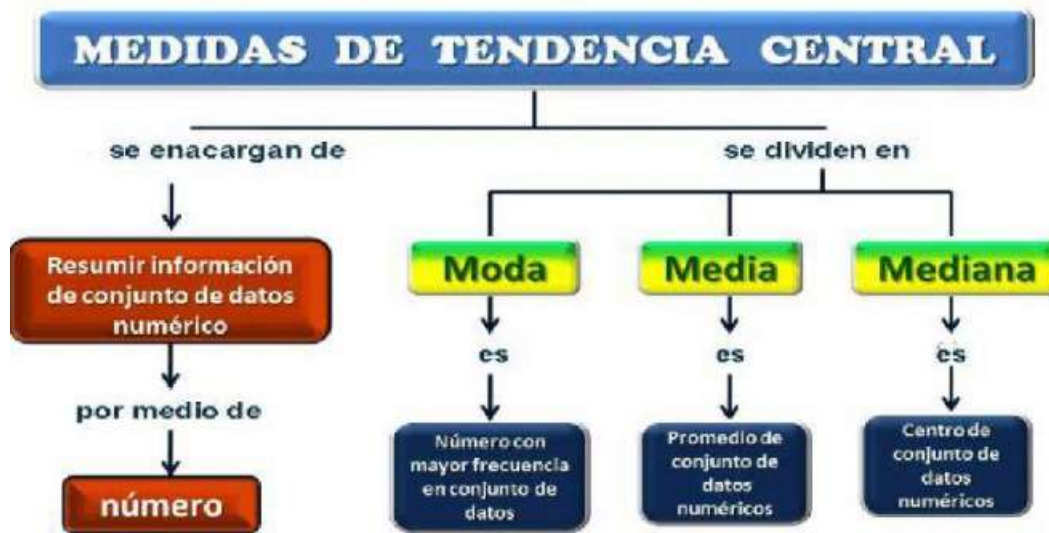 MEDIDAS DE TENDENCIA CENTRAL
se enacargan de
se dividen en
Resumir información
de conjunto de datos
numérico
por medio de
número
Moda
Media
Mediana
es
es
es
Número con
mayor frecuencia
en conjunto de
datos
Promedio de
conjunto de
datos
numéricos
Centro de
conjunto de
datos
numéricos